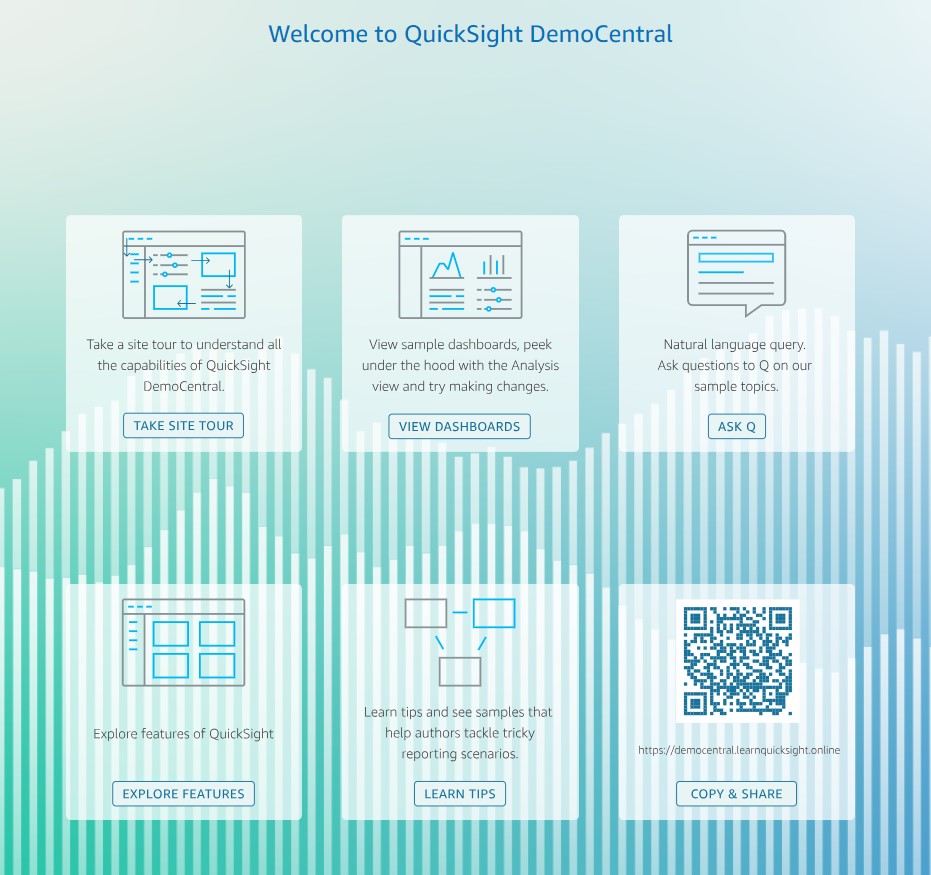 Welcome to QuickSight DemoCentral
Take a site tour to understand all
the capabilities of QuickSight
DemoCentral.
TAKE SITE TOUR
View sample dashboards, peek
under the hood with the Analysis
view and try making changes.
VIEW DASHBOARDS
Natural language query.
Ask questions to Q on our
sample topics.
ASK Q
Explore features of QuickSight
EXPLORE FEATURES
Learn tips and see samples that
help authors tackle tricky
reporting scenarios.
LEARN TIPS
https://democentral.learnquicksight.online
COPY & SHARE